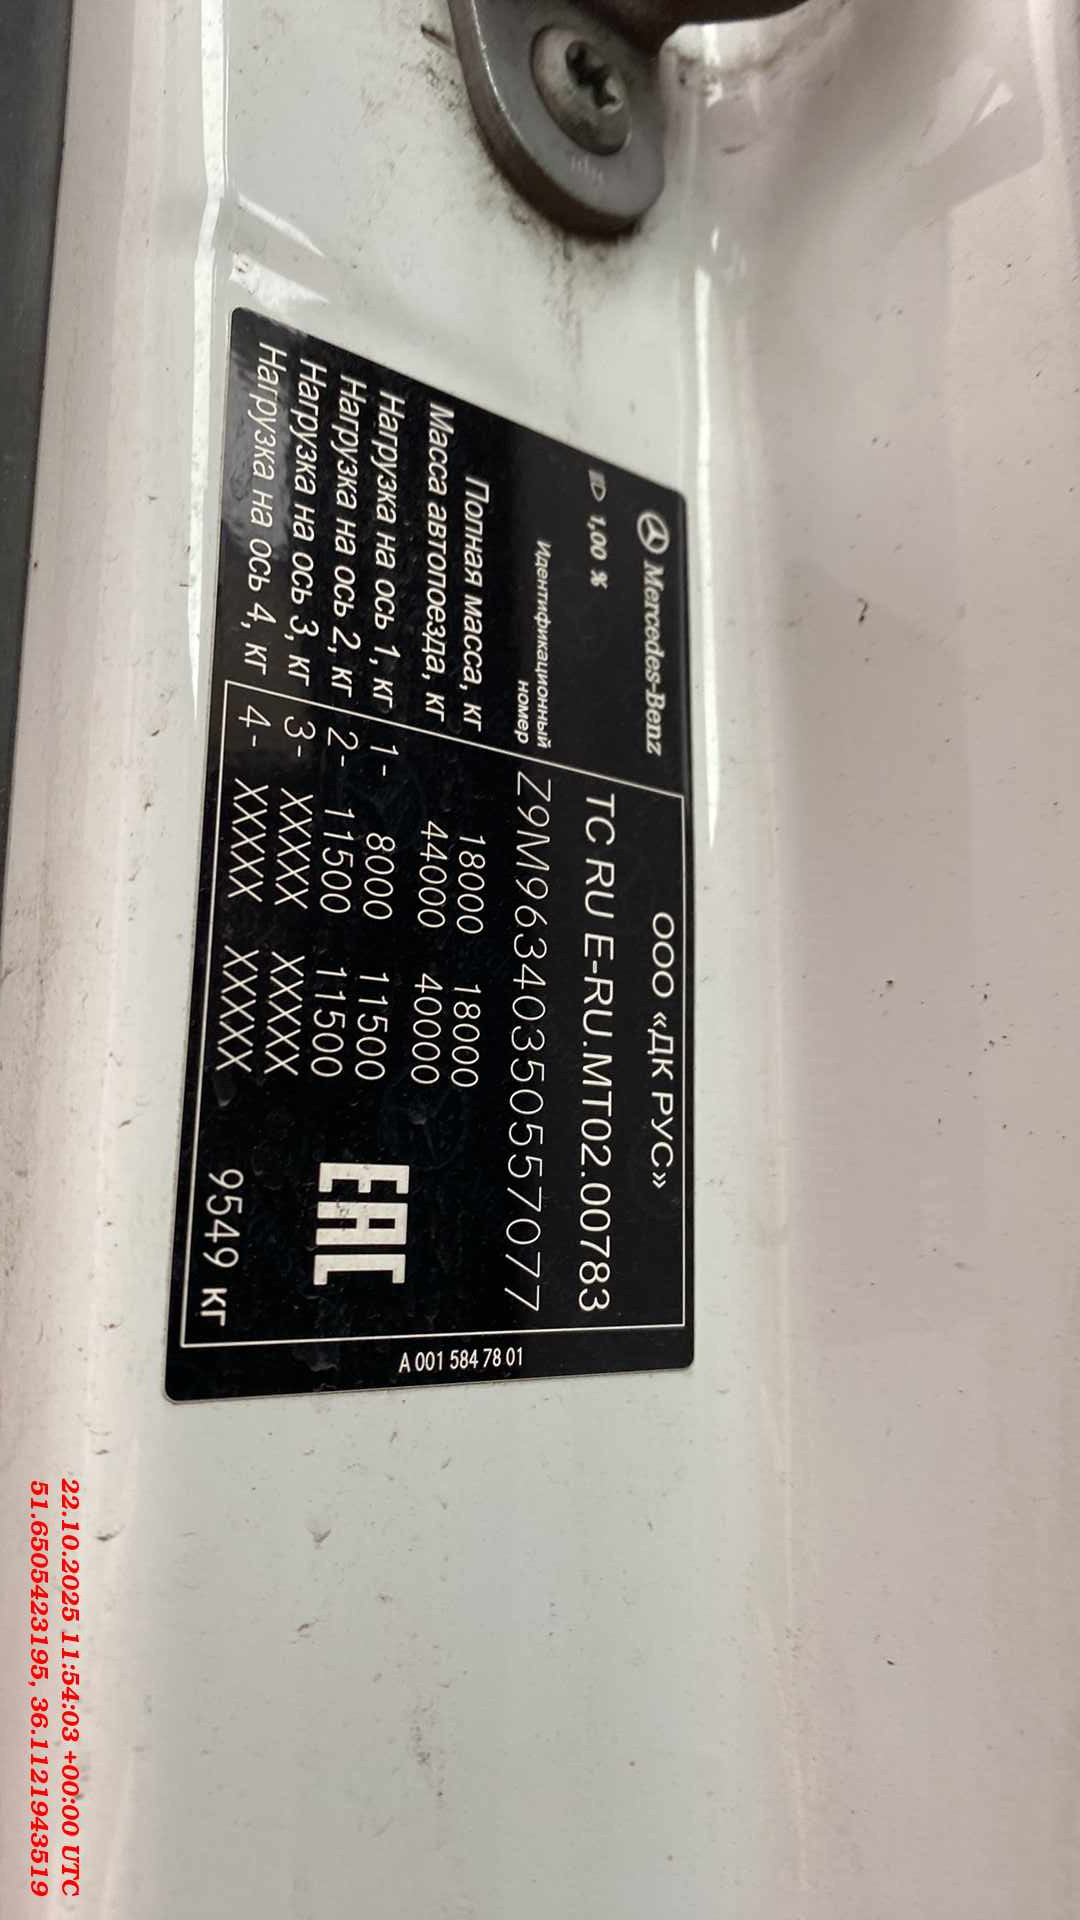 Mercedes-Benz
ООО «ДК РУС»
1,00 %
ТС RU E-RU.MT02.00783
Идентификационный
номер
Z9M96340350557077
Полная масса, кг 18000 18000
Масса автопоезда, кг 44000 40000
Нагрузка на ось 1, кг 1- 8000 11500
Нагрузка на ось 2, кг 2- 11500 11500
Нагрузка на ось 3, кг 3- XXXXX XXXXX
Нагрузка на ось 4, кг 4- XXXXX XXXXX
EAC
9549 кг
A 001 584 78 01
22.10.2025 11:54:03 +00:00 UTC
51.6505423195, 36.1121943519